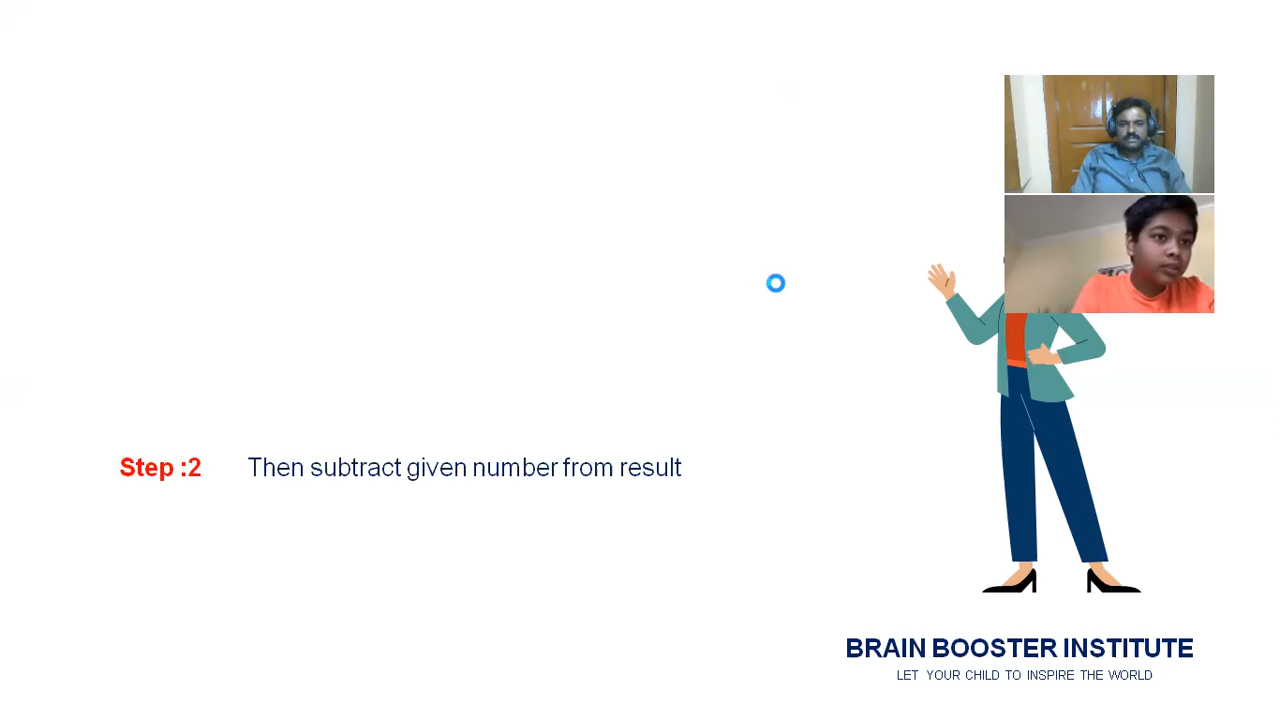 Step :2 Then subtract given number from result
BRAIN BOOSTER INSTITUTE
LET YOUR CHILD TO INSPIRE THE WORLD